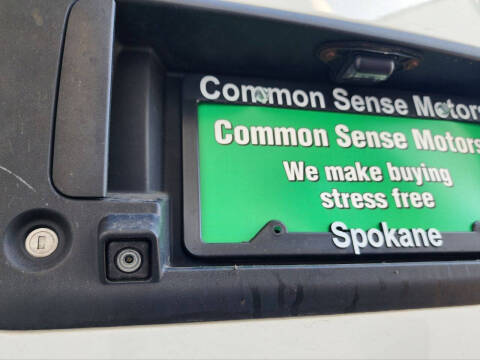 Common Sense Motors
Common Sense Motors
We make buying
stress free
Spokane